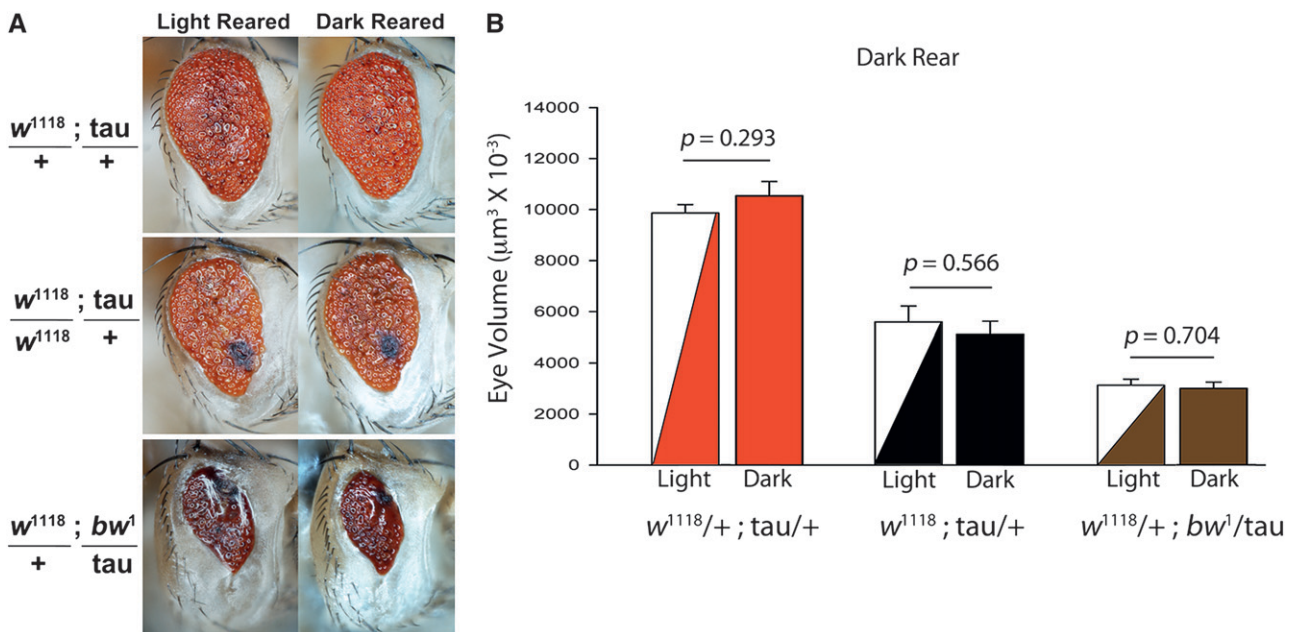 A
Light Reared Dark Reared
w¹¹¹⁸ ; tau
+ +
w¹¹¹⁸ ; tau
w¹¹¹⁸ +
w¹¹¹⁸ ; bw¹
+ tau
B
Dark Rear
Eye Volume (μm³ X 10⁻³)
14000
12000
10000
8000
6000
4000
2000
0
p = 0.293
p = 0.566
p = 0.704
Light Dark Light Dark Light Dark
w¹¹¹⁸/+ ; tau/+ w¹¹¹⁸ ; tau/+ w¹¹¹⁸/+ ; bw¹/tau